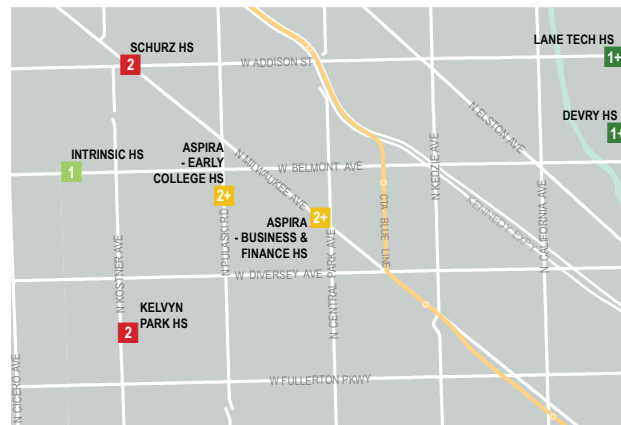 SCHURZ HS
2
W ADDISON ST
LANE TECH HS
1+
DEVRY HS
1+
N ELSTON AVE
N KEDZIE AVE
INTRINSIC HS
1
ASPIRA
- EARLY
COLLEGE HS
2+
N MILWAUKEE AVE
W BELMONT AVE
ASPIRA
- BUSINESS &
FINANCE HS
2+
CTA BLUE LINE
KENNEDY EXPY
N CALIFORNIA AVE
N PULASKI RD
N KOSTNER AVE
W DIVERSEY AVE
N CENTRAL PARK AVE
KELVYN
PARK HS
2
W FULLERTON PKWY
N CICERO AVE